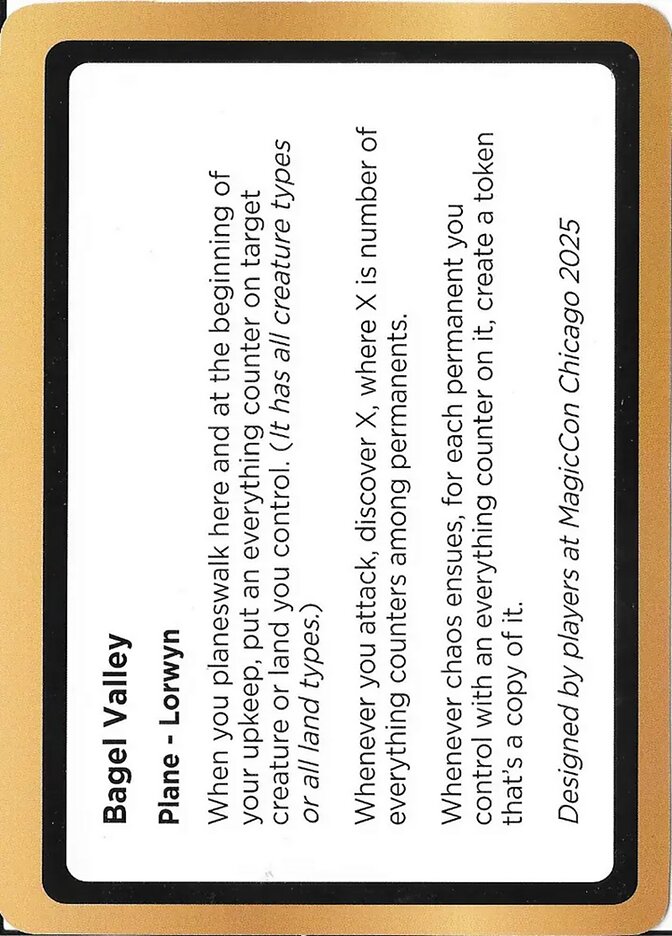 Bagel Valley
Plane - Lorwyn
When you planeswalk here and at the beginning of
your upkeep, put an everything counter on target
creature or land you control. (It has all creature types
or all land types.)
Whenever you attack, discover X, where X is number of
everything counters among permanents.
Whenever chaos ensues, for each permanent you
control with an everything counter on it, create a token
that's a copy of it.
Designed by players at MagicCon Chicago 2025